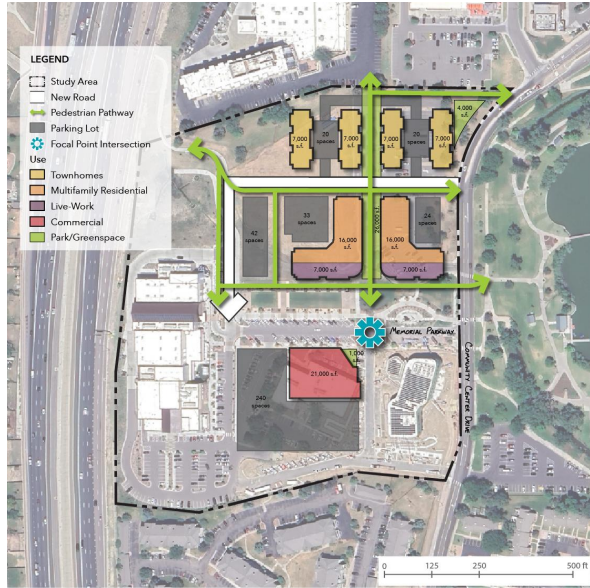 LEGEND
Study Area
New Road
Pedestrian Pathway
Parking Lot
Focal Point Intersection
Use
Townhomes
Multifamily Residential
Live-Work
Commercial
Park/Greenspace
7,000
s.f.
20
spaces
7,000
s.f.
7,000
s.f.
20
spaces
7,000
s.f.
4,000
s.f.
42
spaces
33
spaces
16,000
s.f.
16,000
s.f.
24
spaces
7,000 s.f.
7,000 s.f.
MEMORIAL PARKWAY
COMMUNITY CENTER DRIVE
240
spaces
21,000 s.f.
1,000
s.f.
0 125 250 500 ft